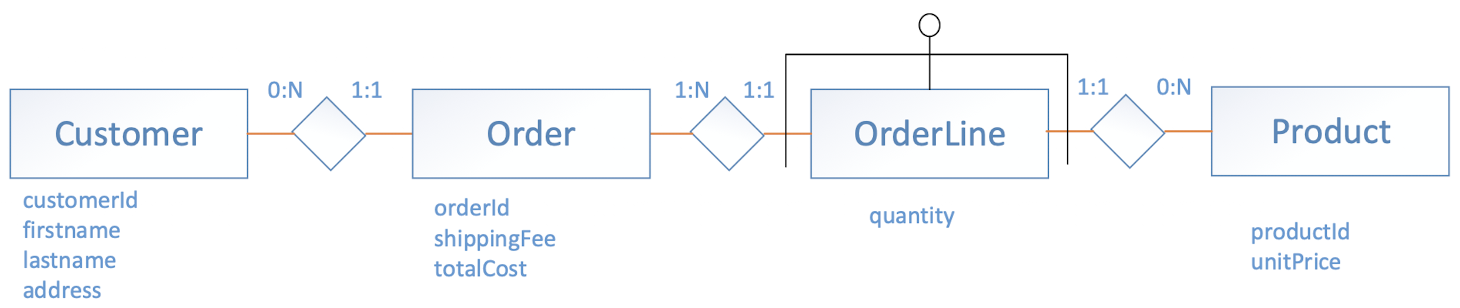 0:N 1:1 1:N 1:1 1:1 0:N
Customer Order OrderLine Product
customerId
firstname
lastname
address
orderId
shippingFee
totalCost
quantity
productId
unitPrice